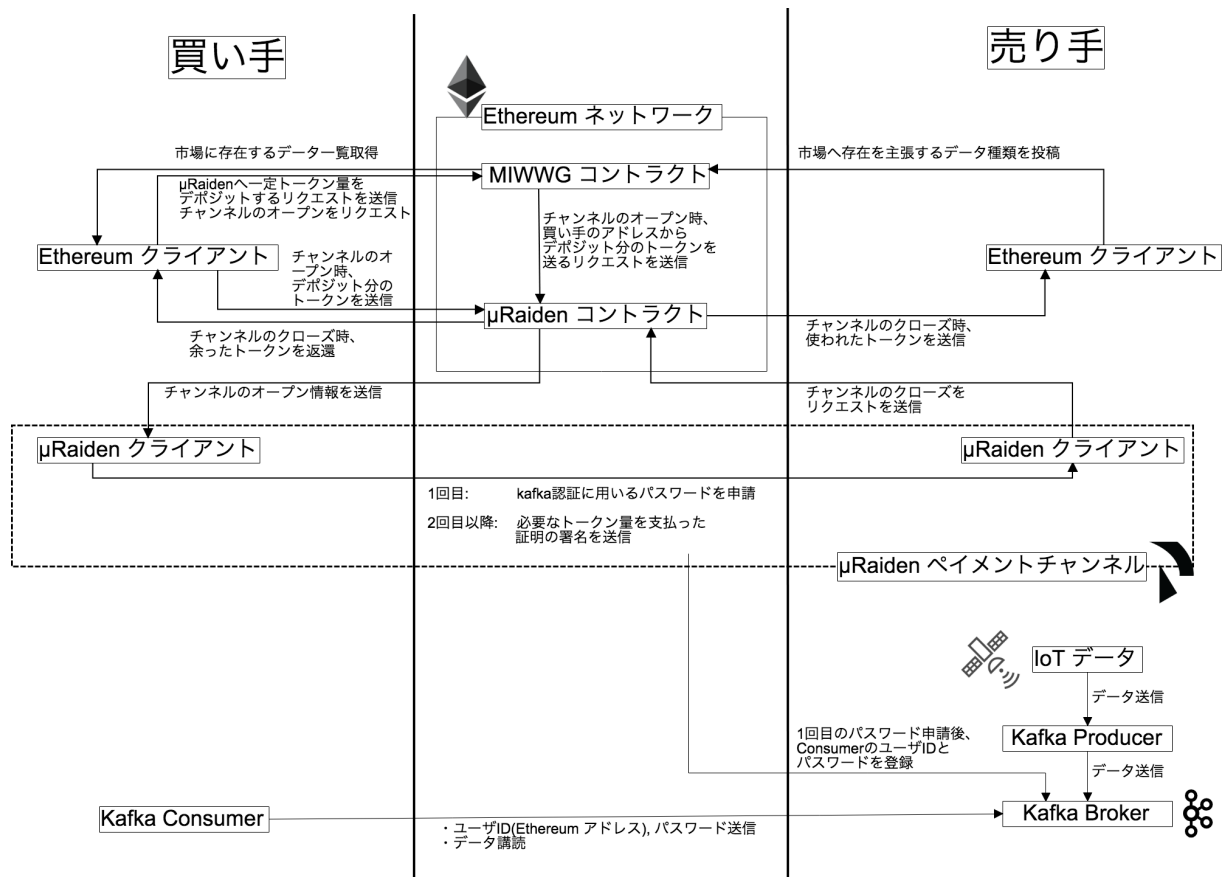 買い手
売り手
Ethereum ネットワーク
市場に存在するデータ一覧取得
市場へ存在を主張するデータ種類を投稿
MIWWG コントラクト
μRaidenへ一定トークン量を
デポジットするリクエストを送信
チャンネルのオープンをリクエスト
チャンネルのオープン時、
買い手のアドレスから
デポジット分のトークンを
送るリクエストを送信
Ethereum クライアント
Ethereum クライアント
チャンネルのオ
ープン時、
デポジット分の
トークンを送信
μRaiden コントラクト
チャンネルのクローズ時、
余ったトークンを返還
チャンネルのクローズ時、
使われたトークンを送信
チャンネルのオープン情報を送信
チャンネルのクローズを
リクエストを送信
μRaiden クライアント
μRaiden クライアント
1回目: kafka認証に用いるパスワードを申請
2回目以降: 必要なトークン量を支払った
証明の署名を送信
μRaiden ペイメントチャンネル
IoT データ
データ送信
1回目のパスワード申請後、
ConsumerのユーザIDと
パスワードを登録
Kafka Producer
データ送信
Kafka Consumer
Kafka Broker
・ユーザID(Ethereum アドレス), パスワード送信
・データ購読